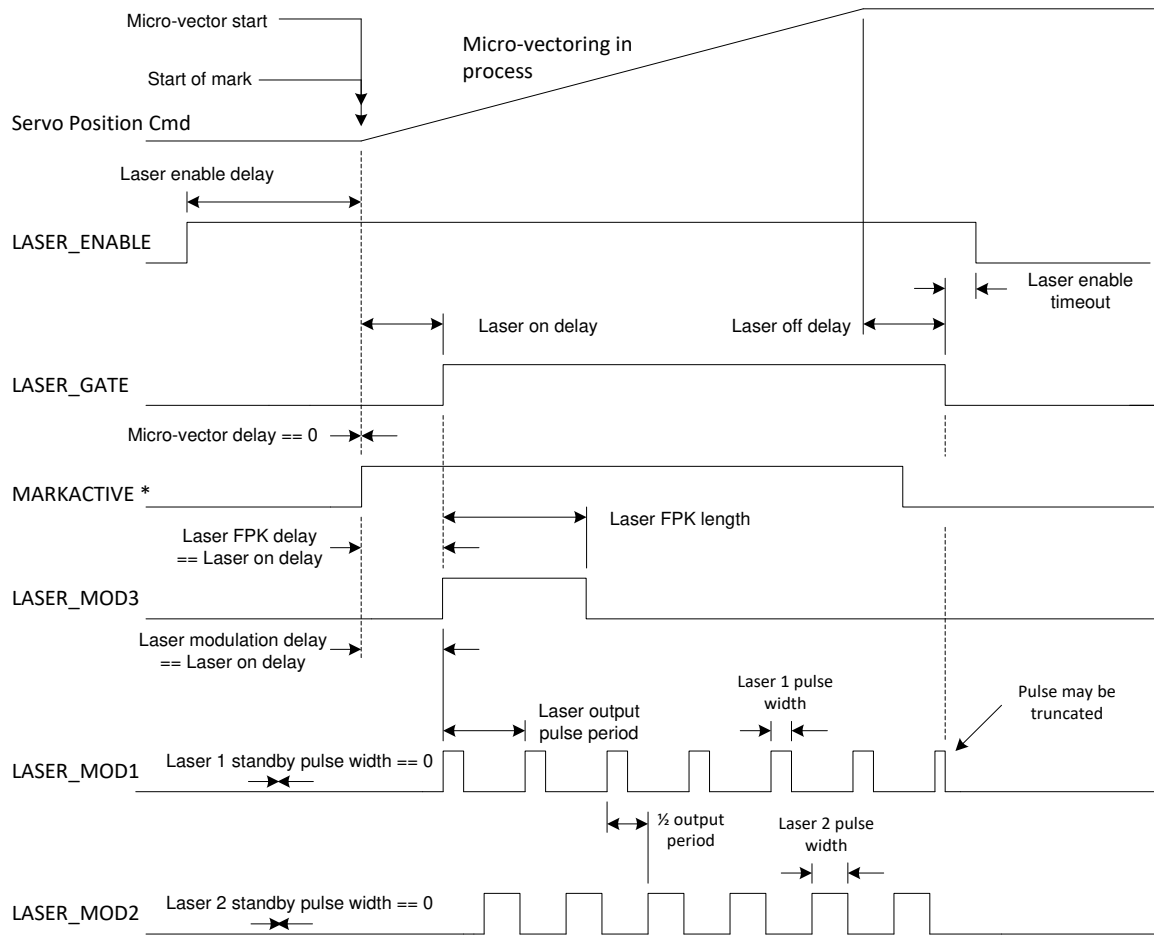 Micro-vector start
Micro-vectoring in
process
Start of mark
Servo Position Cmd
Laser enable delay
LASER_ENABLE
Laser enable
timeout
Laser on delay
Laser off delay
LASER_GATE
Micro-vector delay == 0
MARKACTIVE *
Laser FPK length
Laser FPK delay
== Laser on delay
LASER_MOD3
Laser modulation delay
== Laser on delay
Laser 1 pulse
width
Pulse may be
truncated
Laser output
pulse period
Laser 1 standby pulse width == 0
LASER_MOD1
½ output
period
Laser 2 pulse
width
Laser 2 standby pulse width == 0
LASER_MOD2